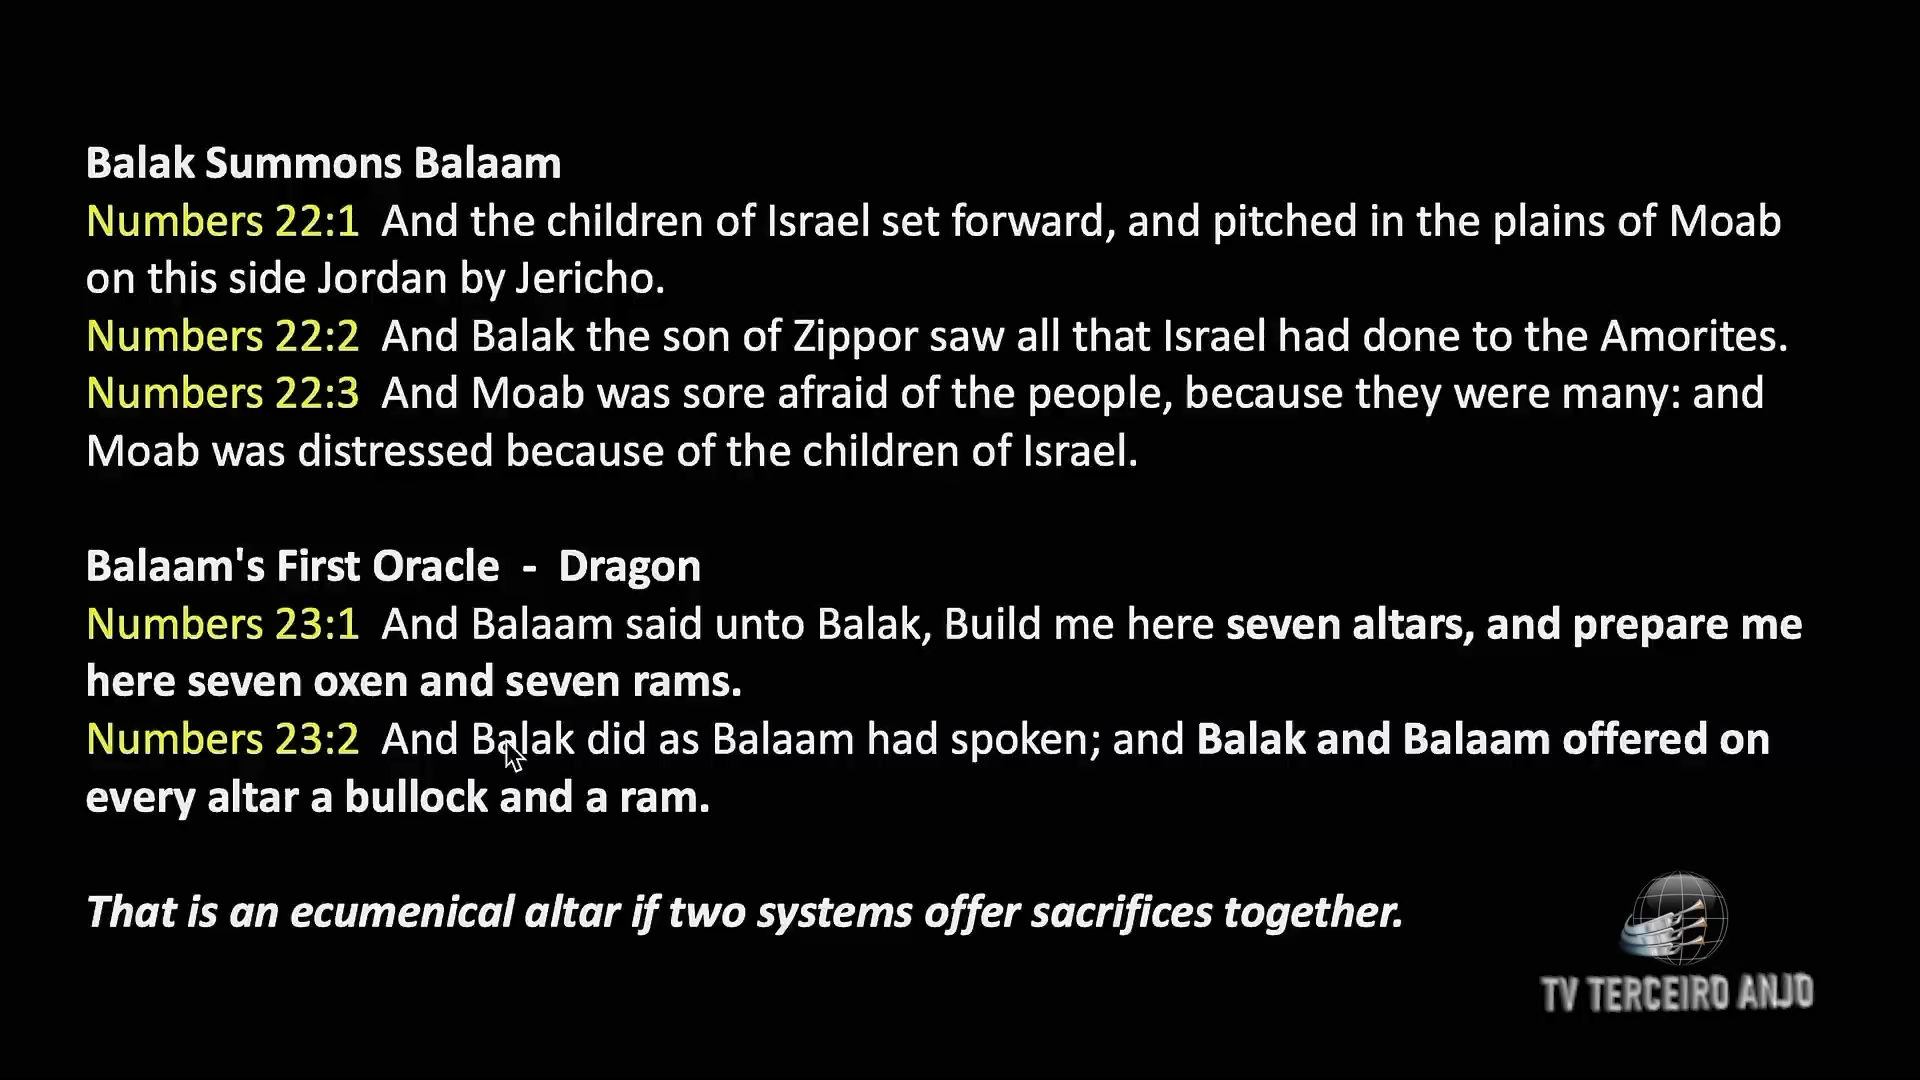 Balak Summons Balaam
Numbers 22:1  And the children of Israel set forward, and pitched in the plains of Moab
on this side Jordan by Jericho.
Numbers 22:2  And Balak the son of Zippor saw all that Israel had done to the Amorites.
Numbers 22:3  And Moab was sore afraid of the people, because they were many: and
Moab was distressed because of the children of Israel.
Balaam's First Oracle  -  Dragon
Numbers 23:1  And Balaam said unto Balak, Build me here seven altars, and prepare me
here seven oxen and seven rams.
Numbers 23:2  And Balak did as Balaam had spoken; and Balak and Balaam offered on
every altar a bullock and a ram.
That is an ecumenical altar if two systems offer sacrifices together.
TV TERCEIRO ANJO